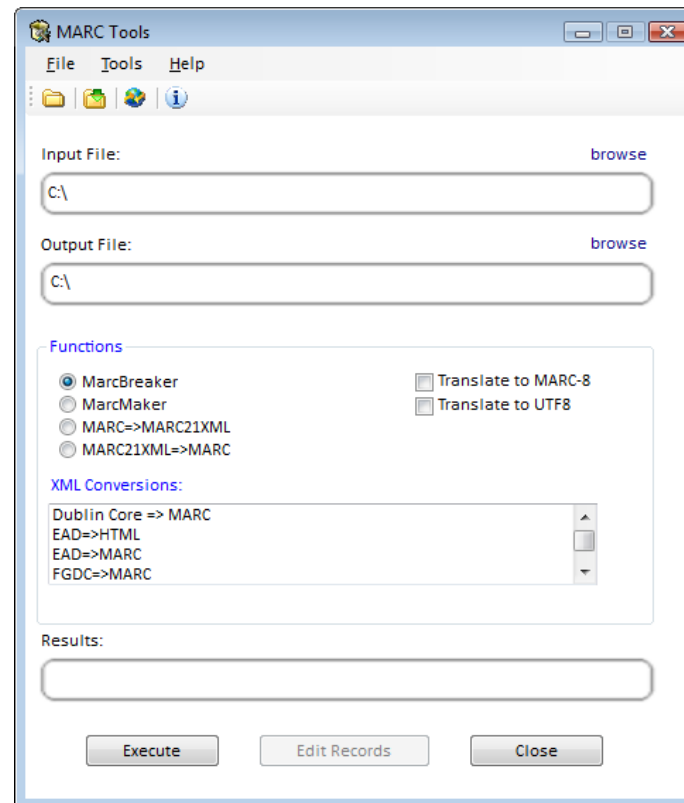 MARC Tools
File Tools Help
Input File: browse
C:\
Output File: browse
C:\
Functions
MarcBreaker Translate to MARC-8
MarcMaker Translate to UTF8
MARC=>MARC21XML
MARC21XML=>MARC
XML Conversions:
Dublin Core => MARC
EAD=>HTML
EAD=>MARC
FGDC=>MARC
Results:
Execute Edit Records Close